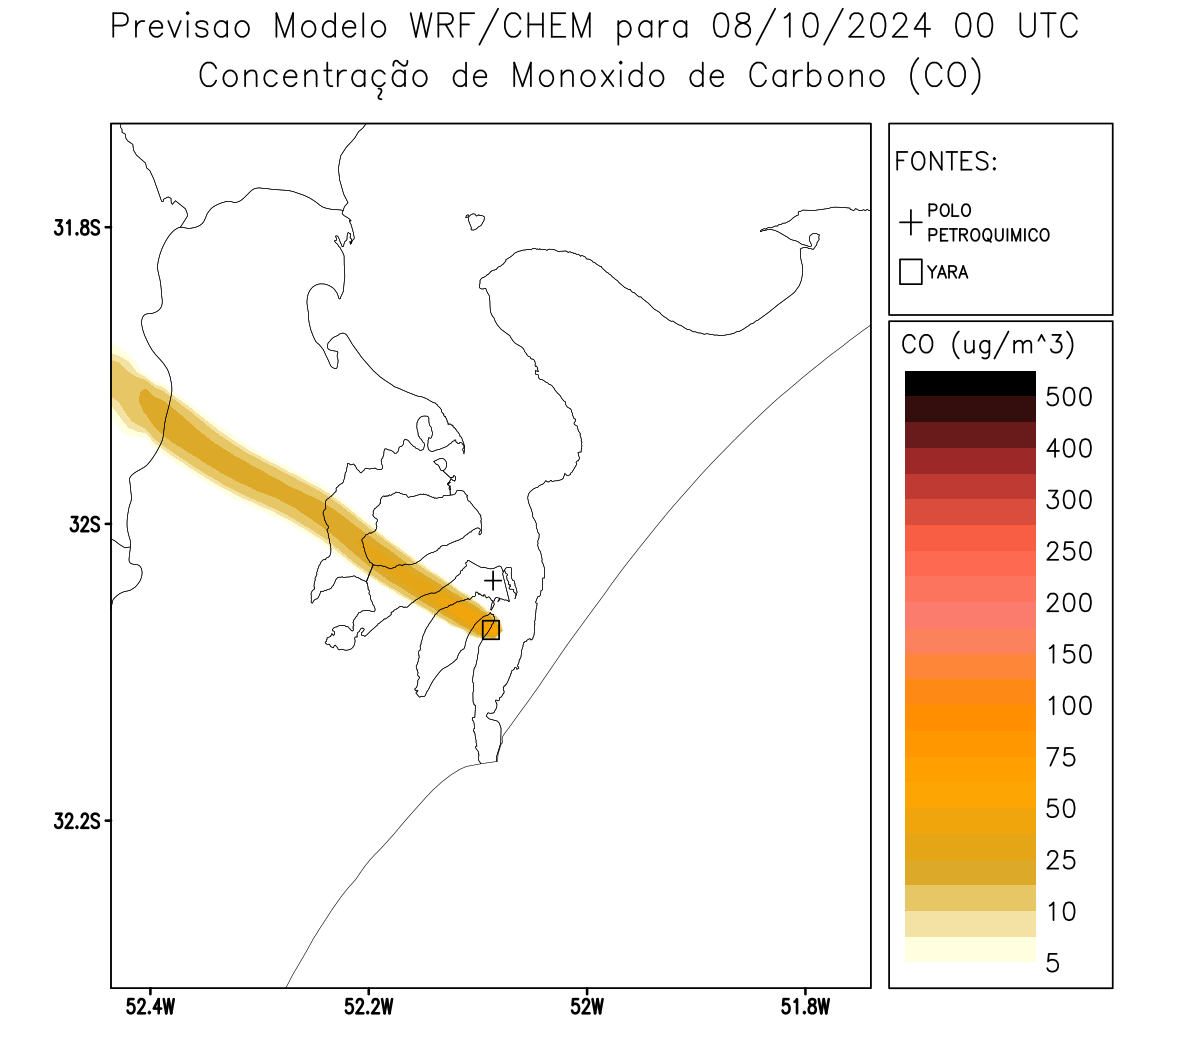 Previsao Modelo WRF/CHEM para 08/10/2024 00 UTC
Concentração de Monoxido de Carbono (CO)
FONTES:
POLO
PETROQUIMICO
YARA
CO (ug/m^3)
500
400
300
250
200
150
100
75
50
25
10
5
31.8S
32S
32.2S
52.4W
52.2W
52W
51.8W